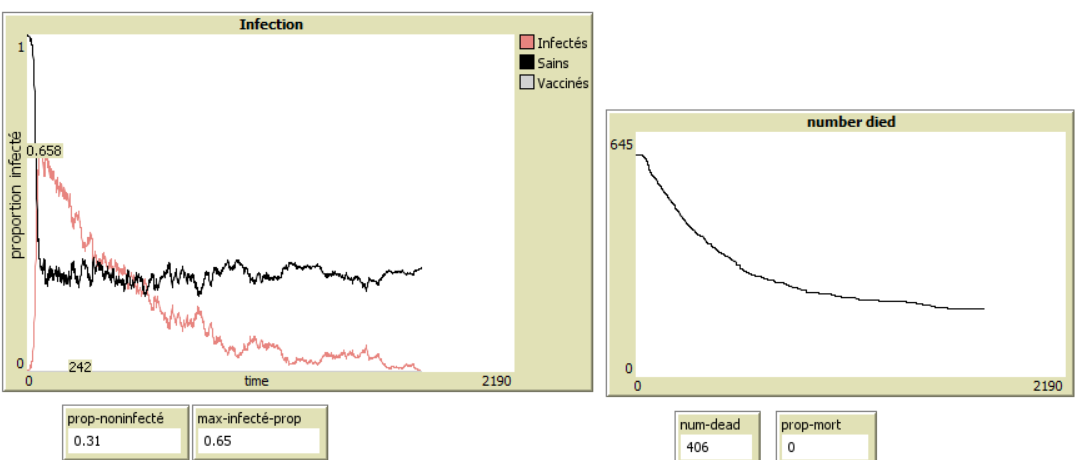 Infection
1
0
proportion infecté
0.658
242
0
time
2190
Infectés
Sains
Vaccinés
prop-noninfecté
0.31
max-infecté-prop
0.65
number died
645
0
0
2190
num-dead
406
prop-mort
0